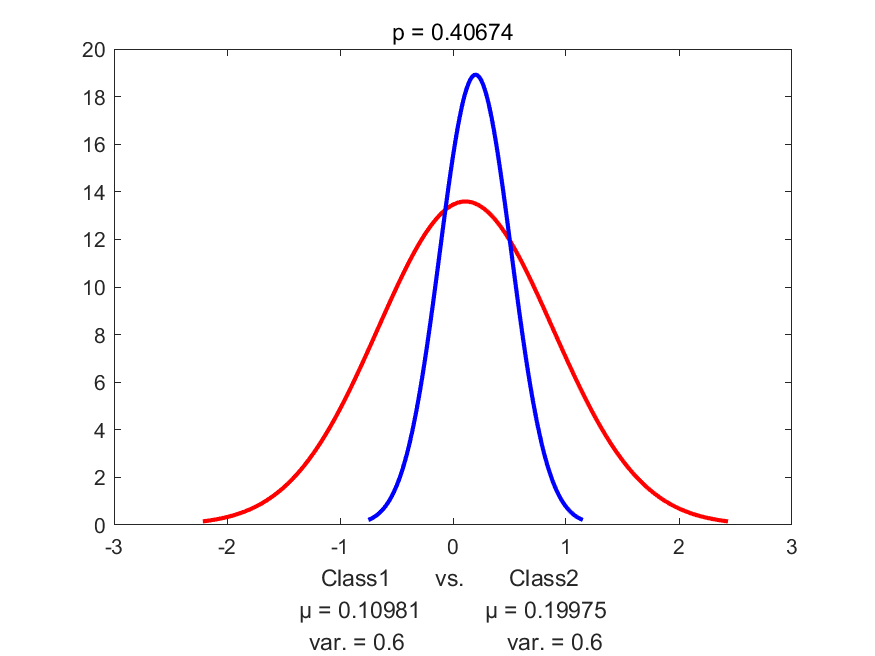 p = 0.40674
20
18
16
14
12
10
8
6
4
2
0
-3 -2 -1 0 1 2 3
Class1 vs. Class2
μ = 0.10981 μ = 0.19975
var. = 0.6 var. = 0.6